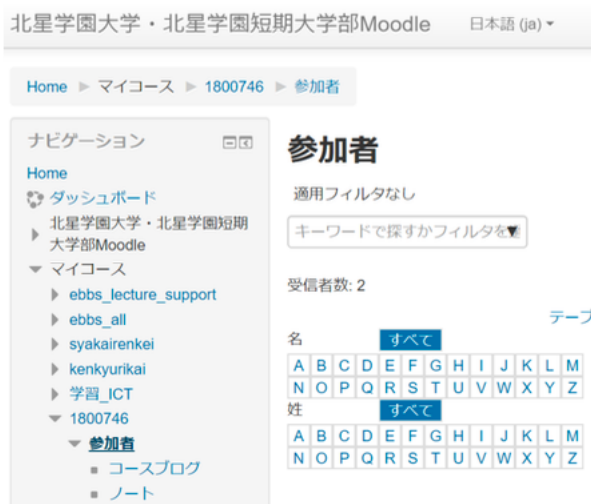 北星学園大学・北星学園短期大学部Moodle 日本語 (ja)
Home マイコース 1800746 参加者
ナビゲーション
Home
ダッシュボード
北星学園大学・北星学園短期
大学部Moodle
マイコース
ebbs_lecture_support
ebbs_all
syakairenkei
kenkyurikai
学習_ICT
1800746
参加者
コースブログ
ノート
参加者
適用フィルタなし
キーワードで探すかフィルタを
受信者数: 2
テーブ
名 すべて
A B C D E F G H I J K L M
N O P Q R S T U V W X Y Z
姓 すべて
A B C D E F G H I J K L M
N O P Q R S T U V W X Y Z